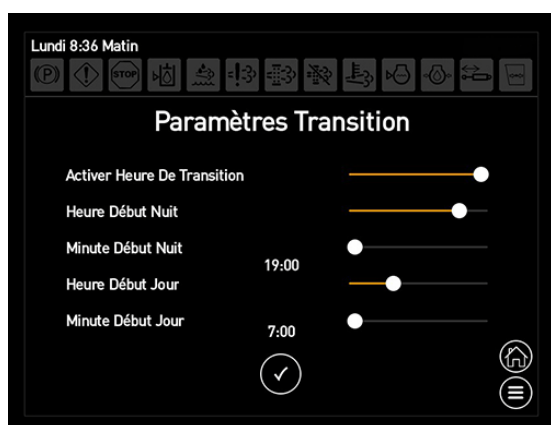 Lundi 8:36 Matin
(P) ! STOP
Paramètres Transition
Activer Heure De Transition
Heure Début Nuit
Minute Début Nuit
19:00
Heure Début Jour
Minute Début Jour
7:00